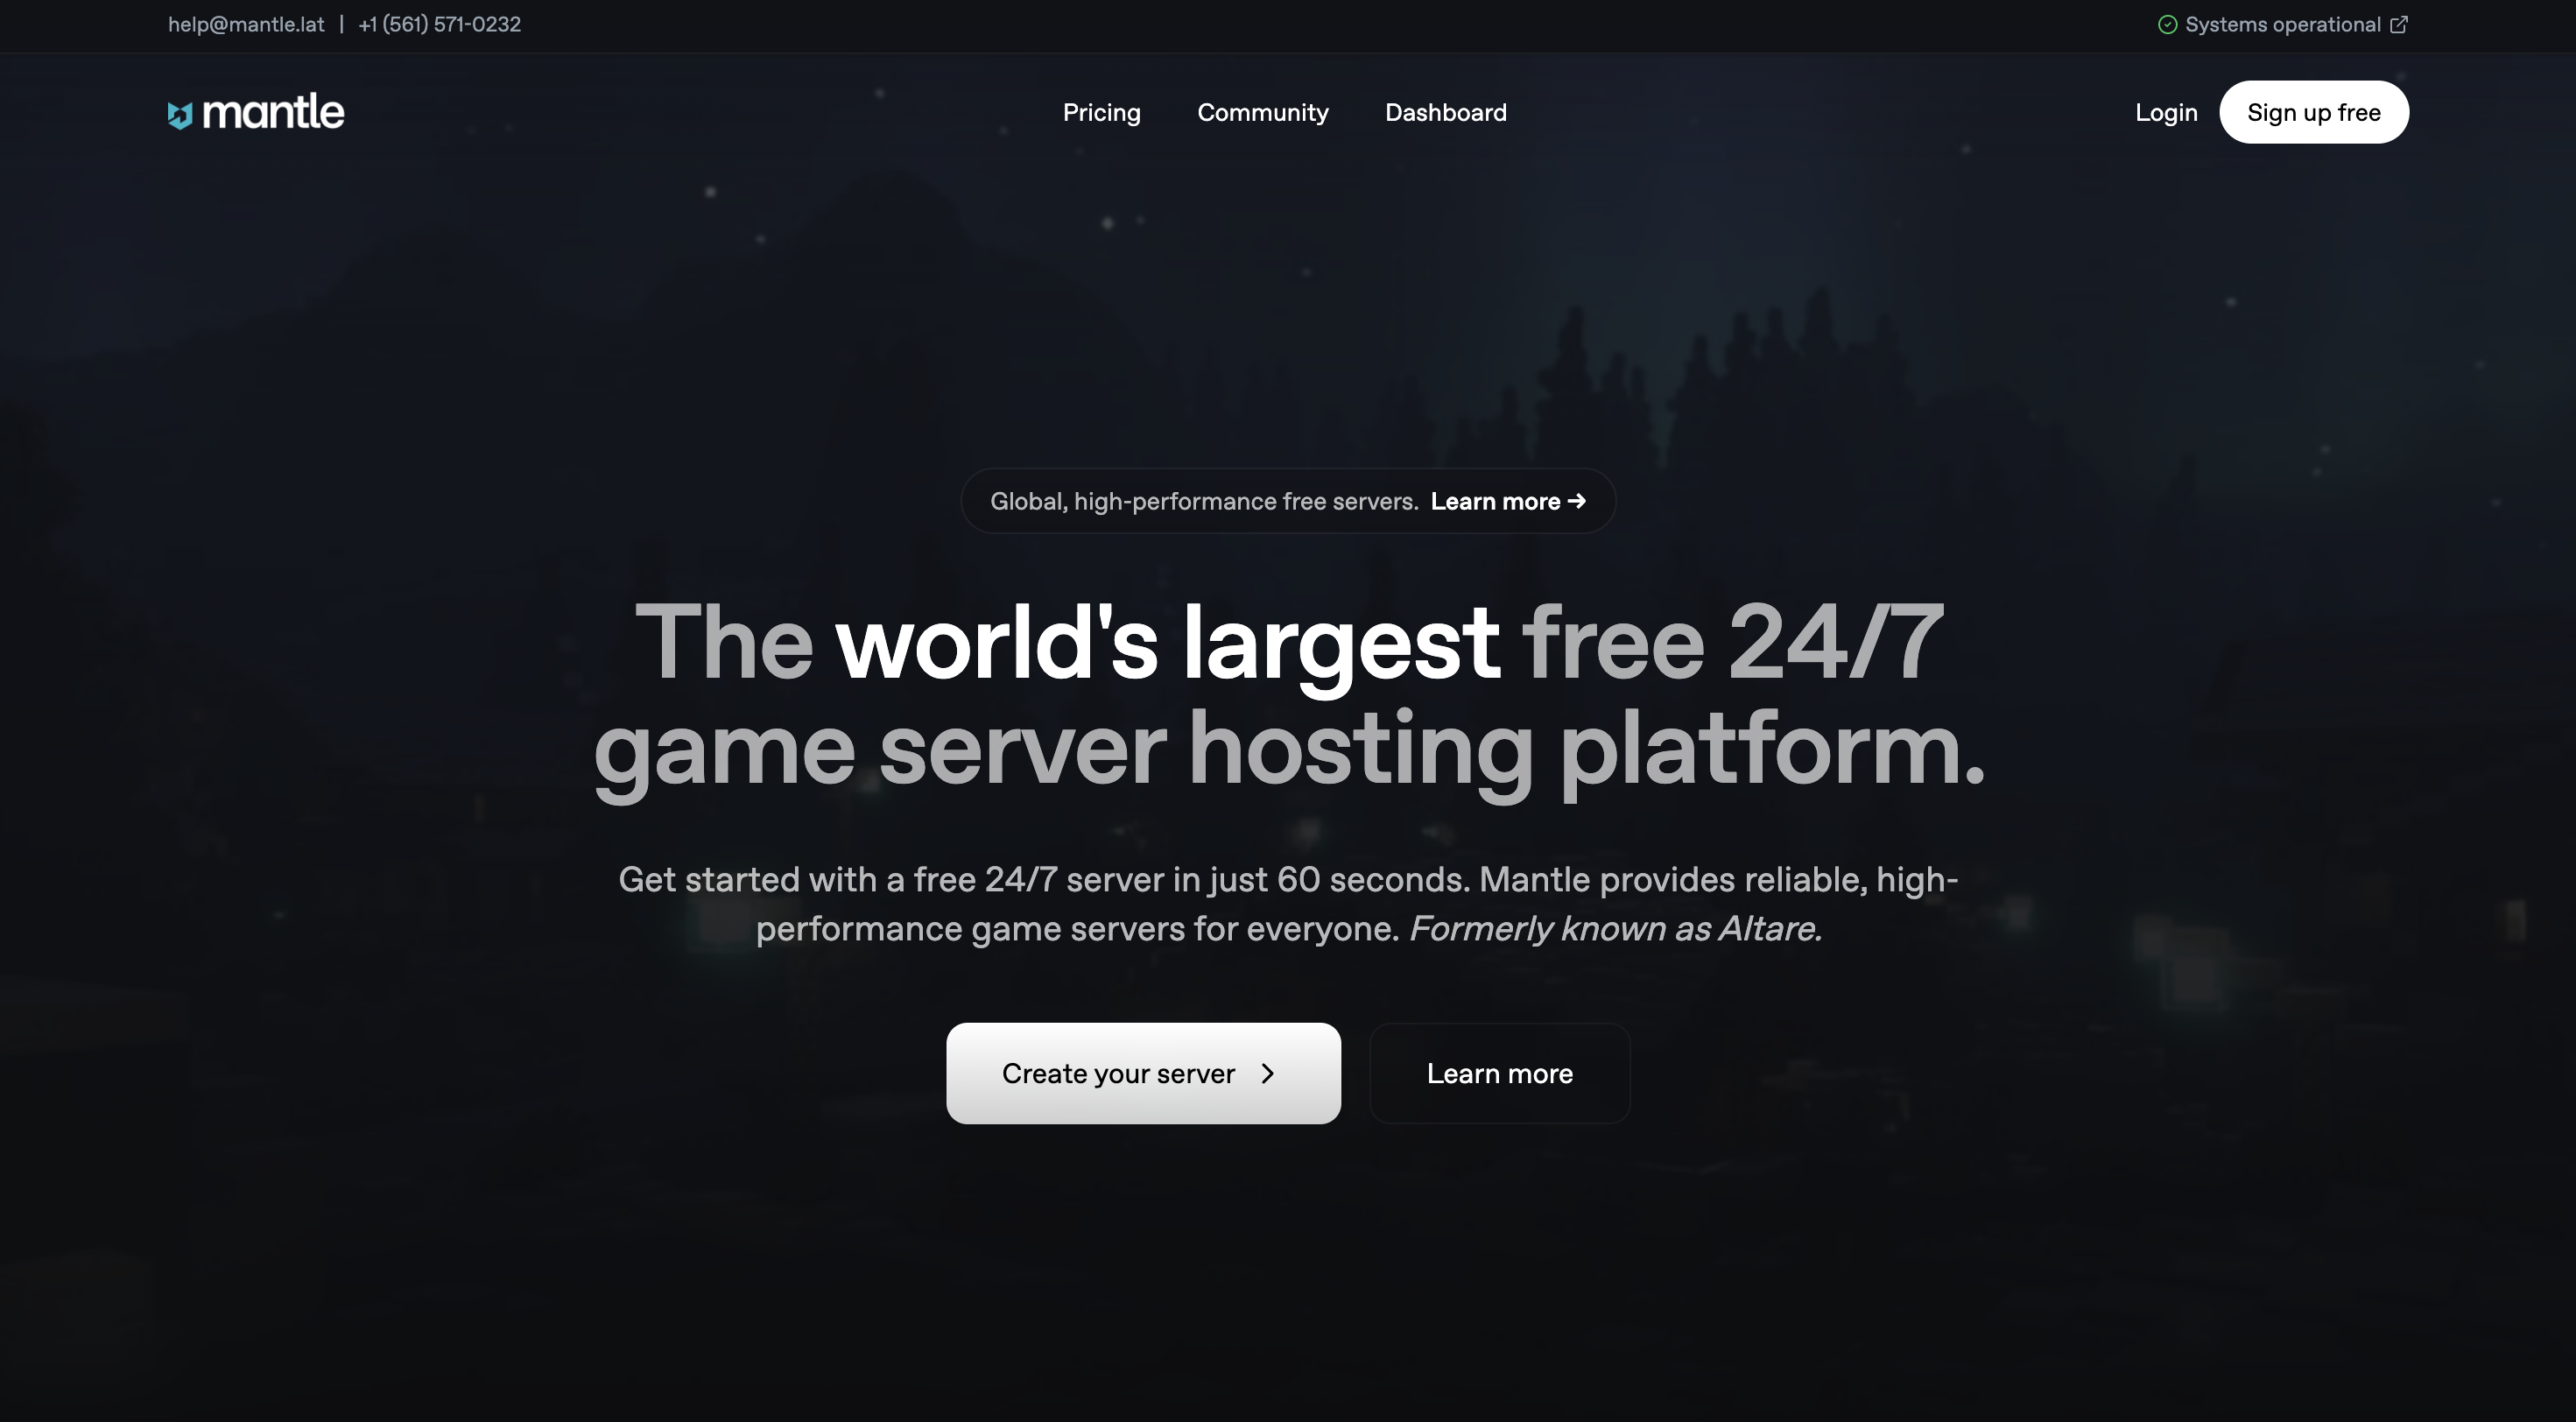 help@mantle.lat | +1 (561) 571-0232
Systems operational
mantle
Pricing Community Dashboard
Login Sign up free
Global, high-performance free servers. Learn more →
The world's largest free 24/7
game server hosting platform.
Get started with a free 24/7 server in just 60 seconds. Mantle provides reliable, high-
performance game servers for everyone. Formerly known as Altare.
Create your server
Learn more